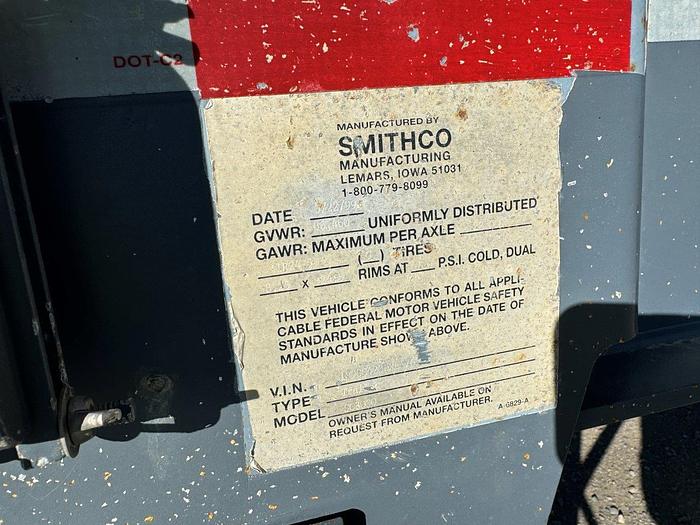 DOT-C2
MANUFACTURED BY
SMITHCO
MANUFACTURING
LEMARS, IOWA 51031
1-800-779-8099
DATE
GVWR: UNIFORMLY DISTRIBUTED
GAWR: MAXIMUM PER AXLE
(__) TIRES
X RIMS AT P.S.I. COLD, DUAL
THIS VEHICLE CONFORMS TO ALL APPLI-
CABLE FEDERAL MOTOR VEHICLE SAFETY
STANDARDS IN EFFECT ON THE DATE OF
MANUFACTURE SHOWN ABOVE.
V.I.N.
TYPE
MODEL
OWNER'S MANUAL AVAILABLE ON
REQUEST FROM MANUFACTURER.
A-6829-A